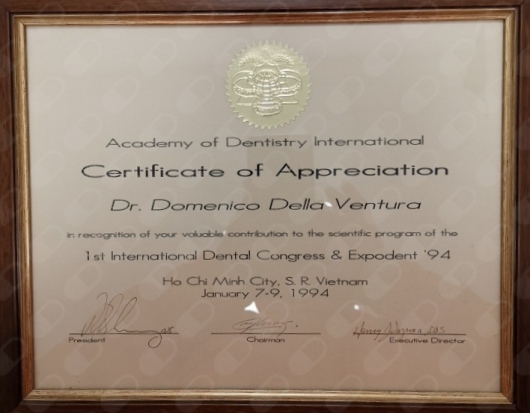 Academy of Dentistry International
Certificate of Appreciation
Dr. Domenico Della Ventura
in recognition of your valuable contribution to the scientific program of the
1st International Dental Congress & Expodent '94
Ho Chi Minh City, S. R. Vietnam
January 7-9, 1994
President Chairman Executive Director